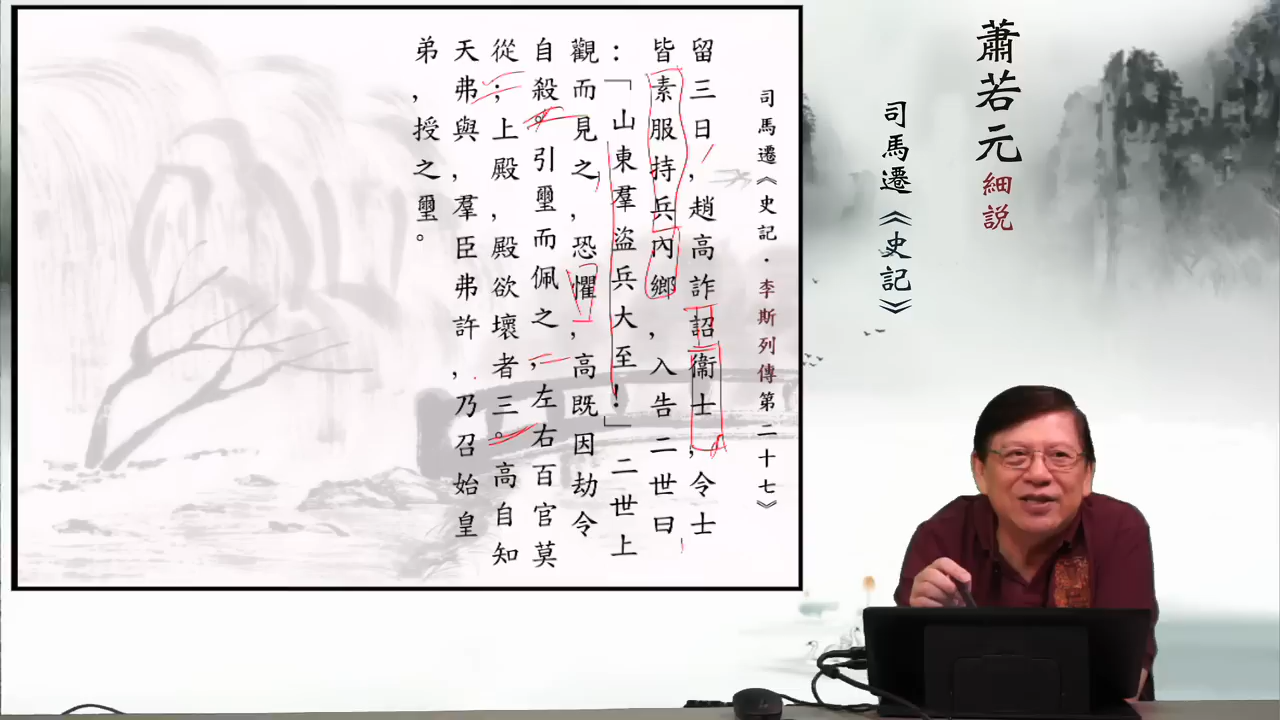 蕭若元細説
司馬遷《史記》
司馬遷《史記·李斯列傳第二十七》
留三日,趙高詐詔衞士,令士
皆素服持兵內鄉,入告二世曰
:「山東羣盜兵大至!」二世上
觀而見之,恐懼,高既因劫令
自殺。引璽而佩之,左右百官莫
從;上殿,殿欲壞者三。高自知
天弗與,羣臣弗許,乃召始皇
弟,授之璽。